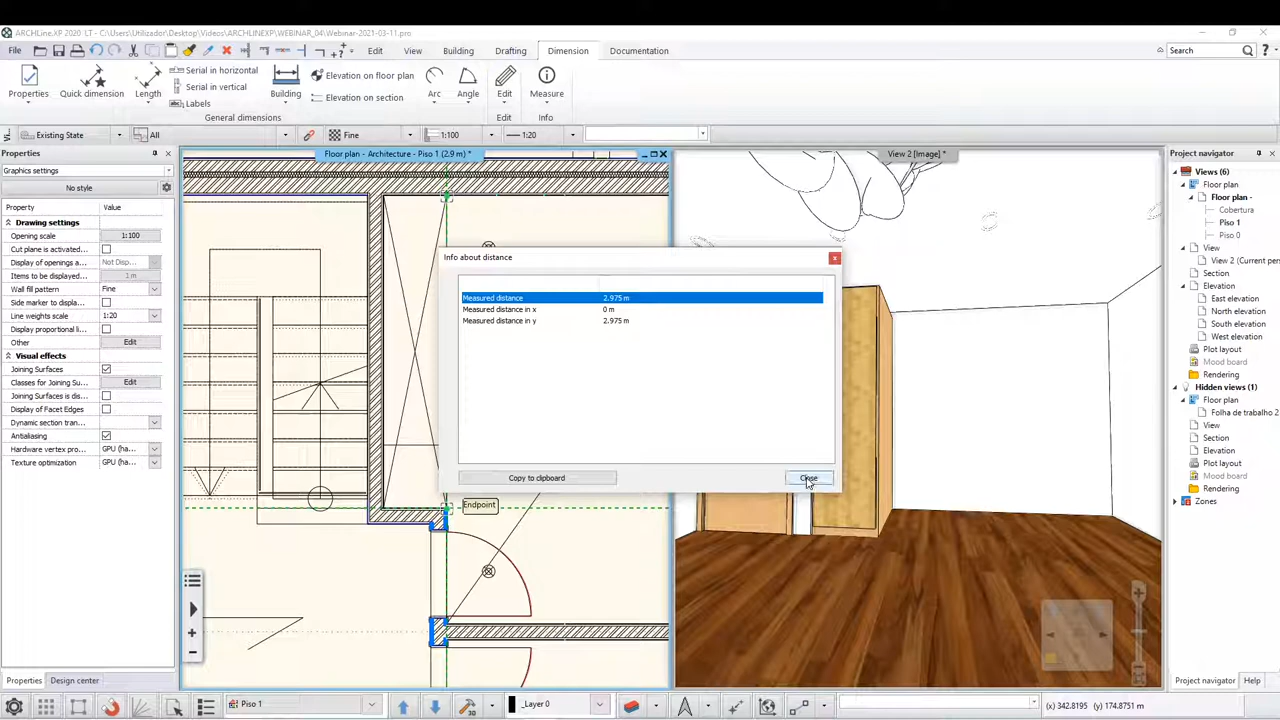 ARCHLine.XP 2020 LT - C:\Users\Utilizador\Desktop\Videos\ARCHLINEXP\WEBINAR_04\Webinar-2021-03-11.pro
File Edit View Building Drafting Dimension Documentation Search
Properties Quick dimension Length Serial in horizontal Serial in vertical Labels Building Elevation on floor plan Elevation on section Arc Angle Edit Measure
General dimensions Edit Info
Existing State All Fine 1:100 1:20
Properties
Graphics settings
No style
Property Value
Drawing settings
Opening scale 1:100
Cut plane is activated...
Display of openings a... Not Disp...
Items to be displayed... 1 m
Wall fill pattern Fine
Side marker to displa...
Line weights scale 1:20
Display proportional li...
Other Edit
Visual effects
Joining Surfaces
Classes for Joining Su... Edit
Joining Surfaces is di...
Display of Facet Edges
Dynamic section tran...
Antialiasing
Hardware vertex pro... GPU (ha...
Texture optimization GPU (ha...
Properties Design center
Floor plan - Architecture - Piso 1 (2.9 m) *
View 2 [Image] *
Info about distance
Measured distance 2.975 m
Measured distance in x 0 m
Measured distance in y 2.975 m
Copy to clipboard Close
Endpoint
Project navigator
Views (6)
Floor plan
Floor plan -
Cobertura
Piso 1
Piso 0
View
View 2 (Current per
Section
Elevation
East elevation
North elevation
South elevation
West elevation
Plot layout
Mood board
Rendering
Hidden views (1)
Floor plan
Folha de trabalho 2
View
Section
Elevation
Plot layout
Mood board
Rendering
Zones
Project navigator Help
Piso 1 _Layer 0 (x) 342.8195 (y) 174.8751 m